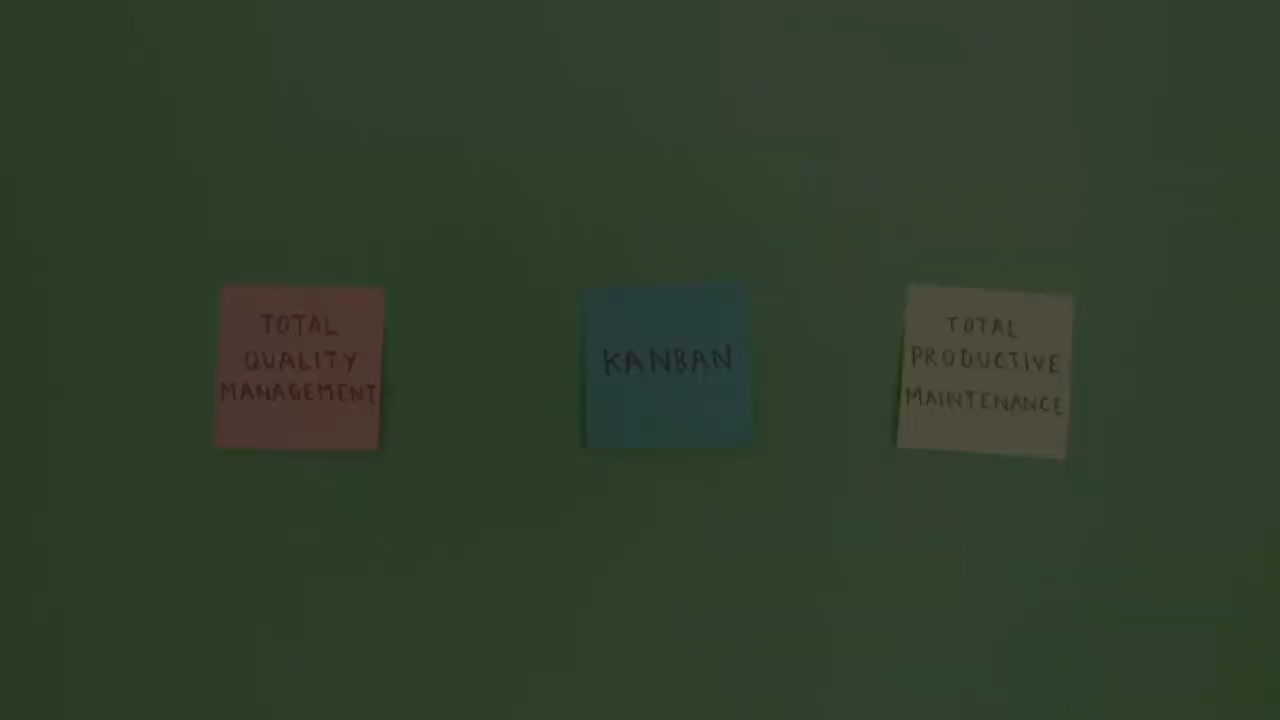 TOTAL
QUALITY
MANAGEMENT
KANBAN
TOTAL
PRODUCTIVE
MAINTENANCE